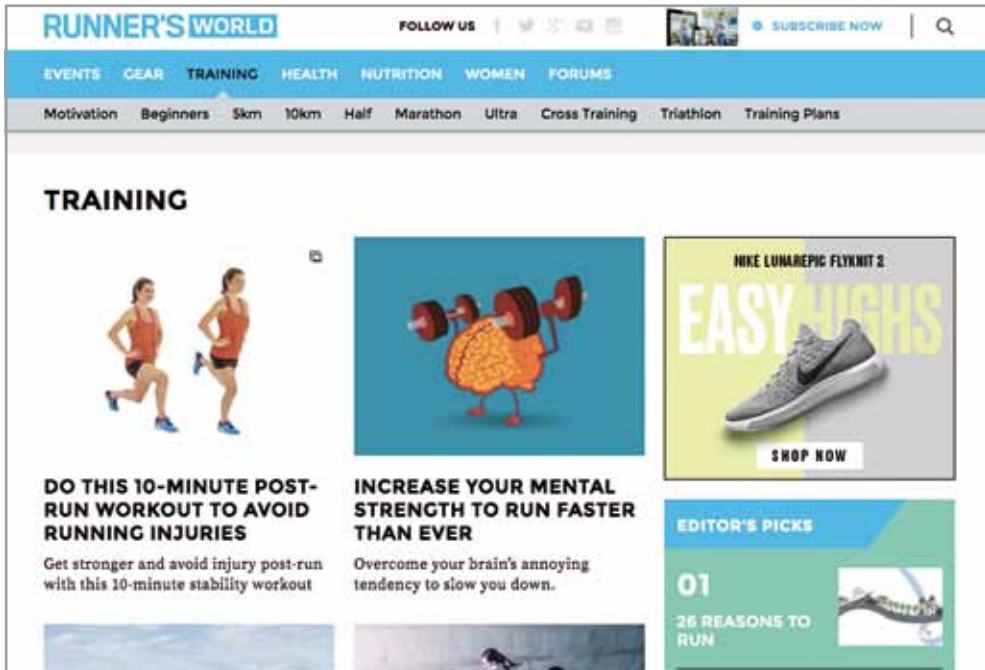 RUNNER'S WORLD
FOLLOW US
SUBSCRIBE NOW
EVENTS GEAR TRAINING HEALTH NUTRITION WOMEN FORUMS
Motivation Beginners 5km 10km Half Marathon Ultra Cross Training Triathlon Training Plans
TRAINING
DO THIS 10-MINUTE POST-
RUN WORKOUT TO AVOID
RUNNING INJURIES
Get stronger and avoid injury post-run
with this 10-minute stability workout
INCREASE YOUR MENTAL
STRENGTH TO RUN FASTER
THAN EVER
Overcome your brain's annoying
tendency to slow you down.
NIKE LUNAREPIC FLYKNIT 2
EASY HIGHS
SHOP NOW
EDITOR'S PICKS
01
26 REASONS TO
RUN